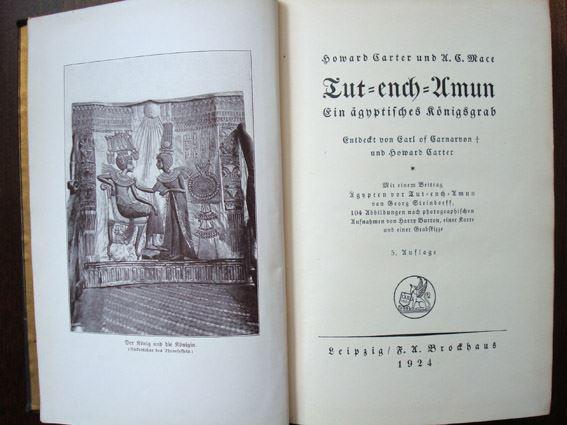 Der König und die Königin
(Rückenlehne des Thronsessels)
Howard Carter und A. C. Mace
Tut=ench=Amun
Ein ägyptisches Königsgrab
Entdeckt von Earl of Carnarvon †
und Howard Carter
*
Mit einem Beitrag
Ägypten vor Tut=ench=Amun
von Georg Steindorff,
104 Abbildungen nach photographischen
Aufnahmen von Harry Burton, einer Karte
und einer Grabskizze
5. Auflage
Leipzig / F. A. Brockhaus
1924